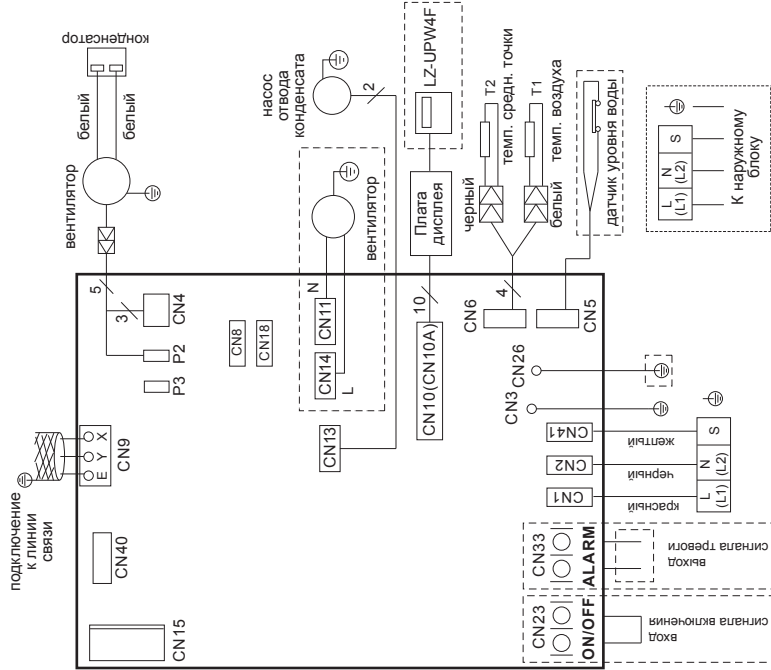 подключение
к линии
связи
E
Y
X
CN9
CN40
CN15
P3
P2
CN4
3
5
вентилятор
белый
белый
конденсатор
CN8
CN18
CN14
CN11
L
N
вентилятор
CN13
насос
отвода
конденсата
2
CN10(CN10A)
10
Плата
дисплея
LZ-UPW4F
CN6
4
черный
белый
T2
темп. средн. точки
T1
темп. воздуха
CN5
датчик уровня воды
CN3
CN26
CN41
CN2
CN1
желтый
черный
красный
L
(L1)
N
(L2)
S
L
(L1)
N
(L2)
S
К наружному
блоку
CN33
ALARM
выход
сигнала тревоги
CN23
ON/OFF
вход
сигнала включения